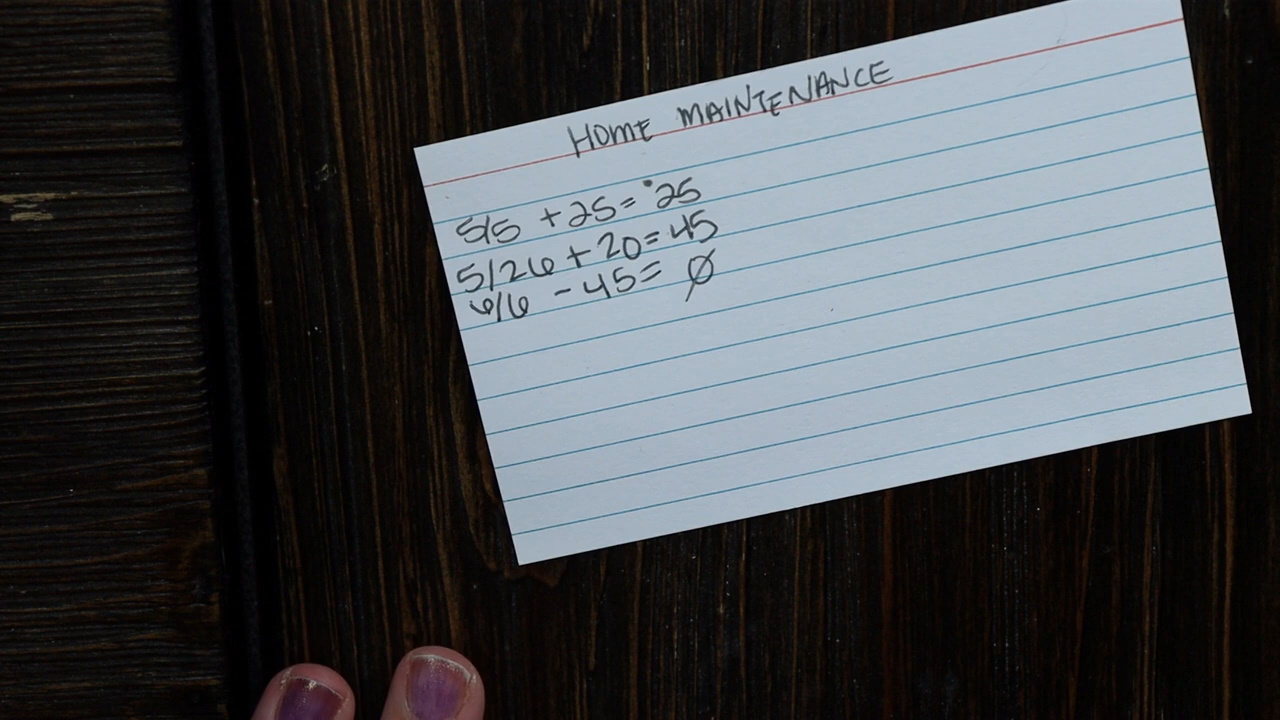 HOME MAINTENANCE
5/5 +25= 25
5/26 + 20=45
6/6 -45= Ø